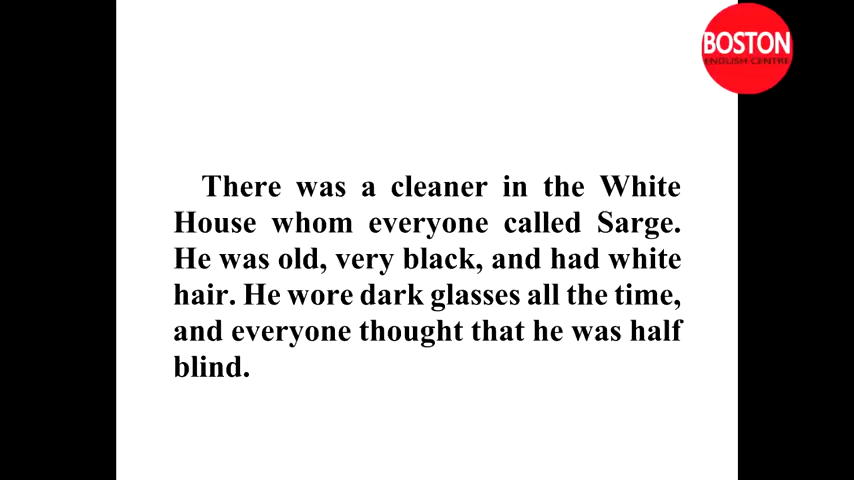 BOSTON
ENGLISH CENTRE
There was a cleaner in the White
House whom everyone called Sarge.
He was old, very black, and had white
hair. He wore dark glasses all the time,
and everyone thought that he was half
blind.